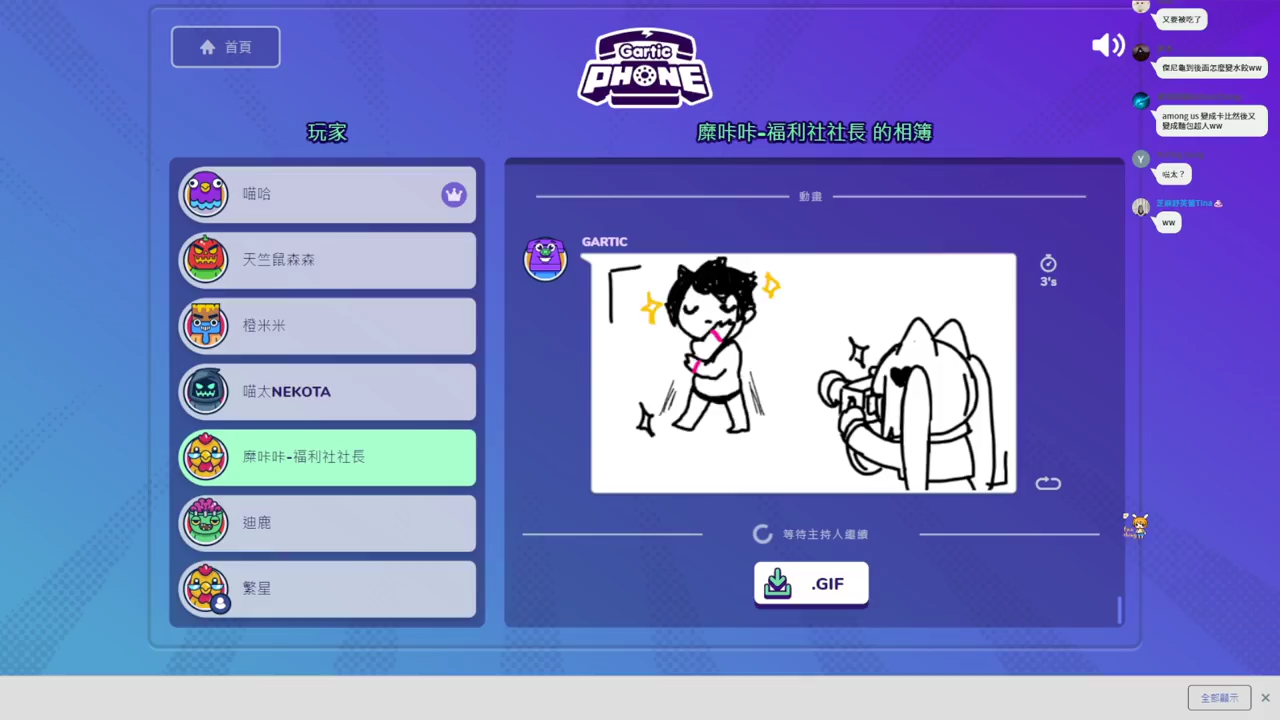 首頁
Gartic
PHONE
玩家
糜咔咔-福利社社長 的相簿
喵哈
天竺鼠森森
橙米米
喵太NEKOTA
糜咔咔-福利社社長
迪鹿
繁星
動畫
GARTIC
3's
等待主持人繼續
.GIF
又要被吃了
傑尼龜到後面怎麼變水餃ww
among us 變成卡比然後又
變成麵包超人ww
喵太？
ww
全部顯示